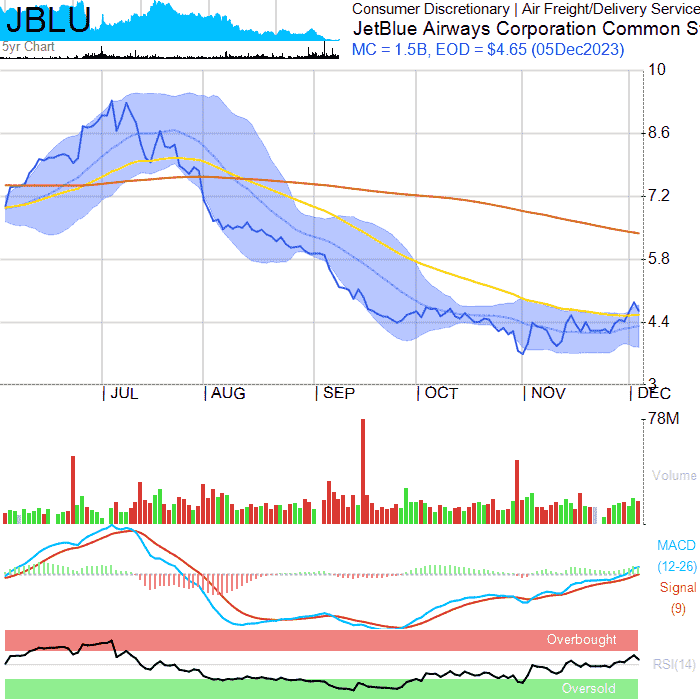 JBLU
5yr Chart
Consumer Discretionary | Air Freight/Delivery Service
JetBlue Airways Corporation Common S
MC = 1.5B, EOD = $4.65 (05Dec2023)
10
8.6
7.2
5.8
4.4
3
| JUL | AUG | SEP | OCT | NOV | DEC
78M
Volume
MACD
(12-26)
Signal
(9)
Overbought
RSI(14)
Oversold